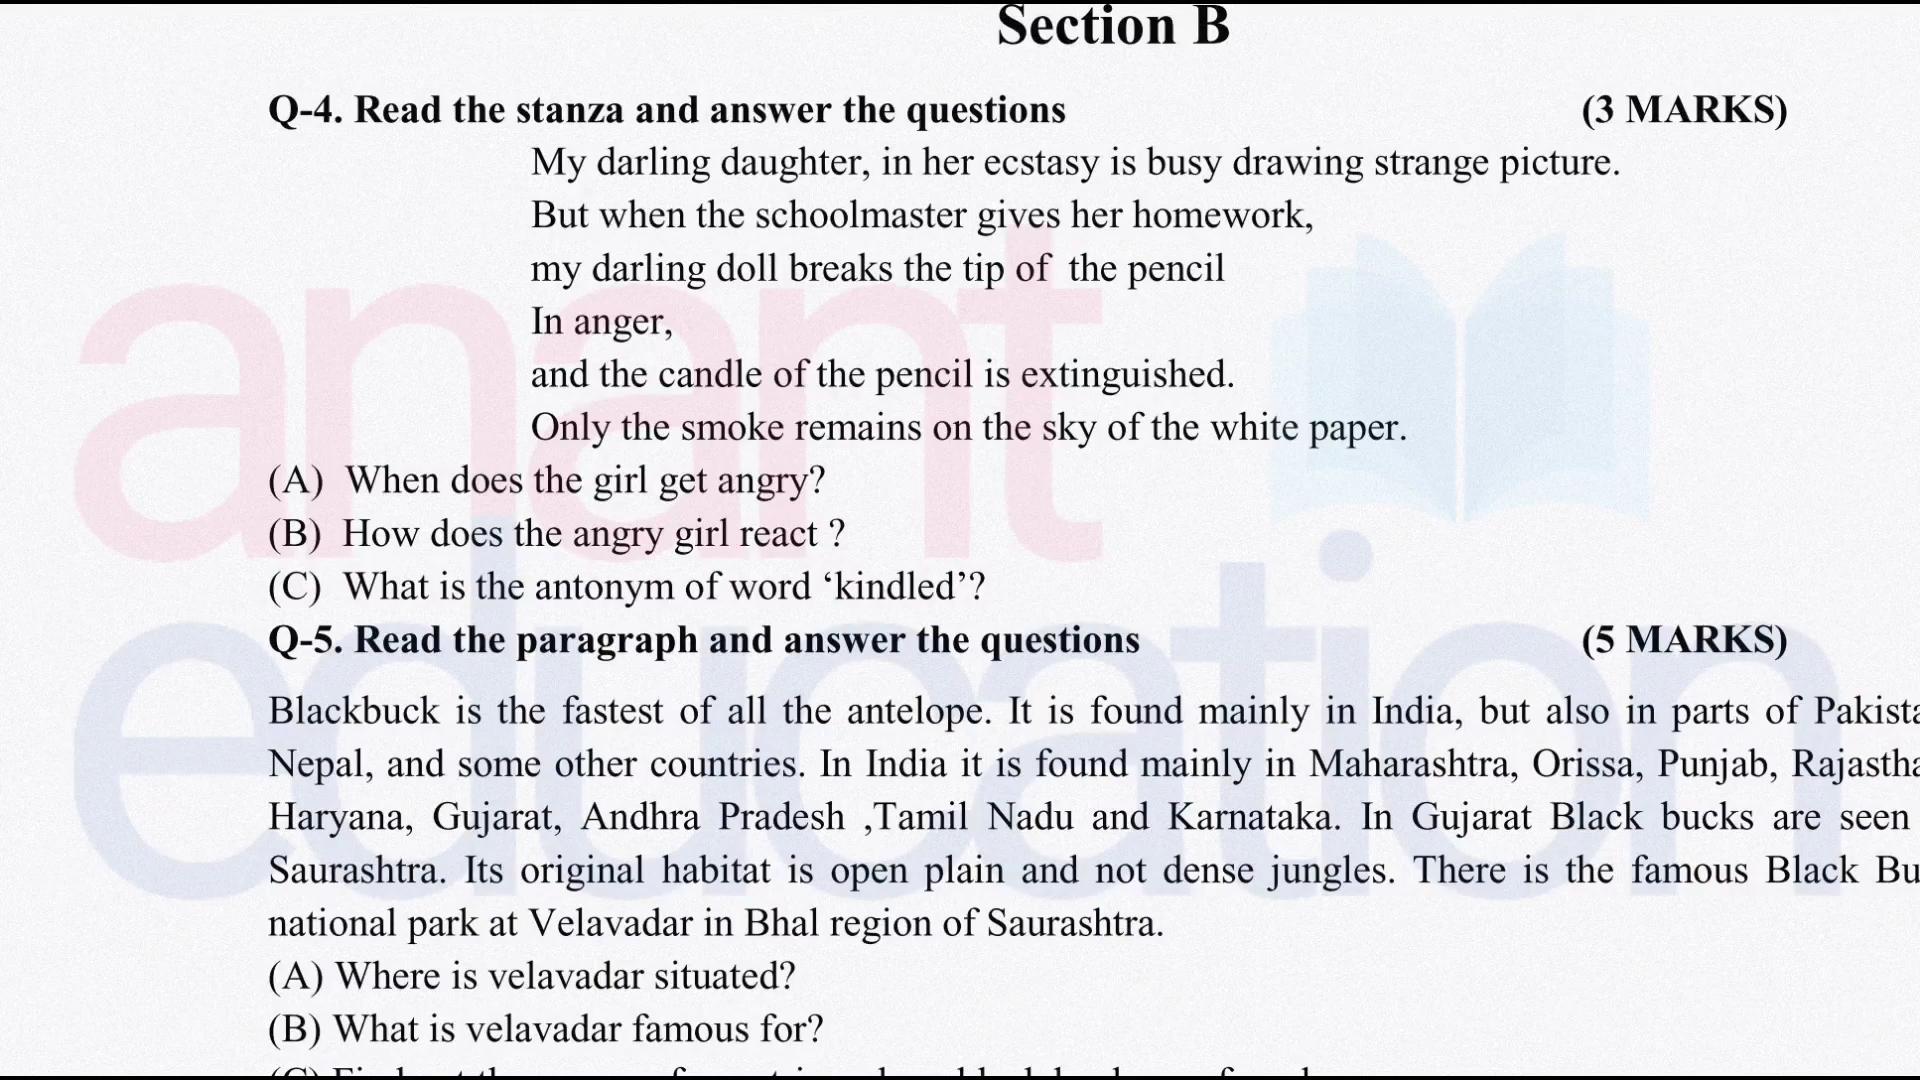 Section B
Q-4. Read the stanza and answer the questions (3 MARKS)
My darling daughter, in her ecstasy is busy drawing strange picture.
But when the schoolmaster gives her homework,
my darling doll breaks the tip of the pencil
In anger,
and the candle of the pencil is extinguished.
Only the smoke remains on the sky of the white paper.
(A) When does the girl get angry?
(B) How does the angry girl react ?
(C) What is the antonym of word ‘kindled’?
Q-5. Read the paragraph and answer the questions (5 MARKS)
Blackbuck is the fastest of all the antelope. It is found mainly in India, but also in parts of Pakista
Nepal, and some other countries. In India it is found mainly in Maharashtra, Orissa, Punjab, Rajastha
Haryana, Gujarat, Andhra Pradesh ,Tamil Nadu and Karnataka. In Gujarat Black bucks are seen
Saurashtra. Its original habitat is open plain and not dense jungles. There is the famous Black Bu
national park at Velavadar in Bhal region of Saurashtra.
(A) Where is velavadar situated?
(B) What is velavadar famous for?
anant
education